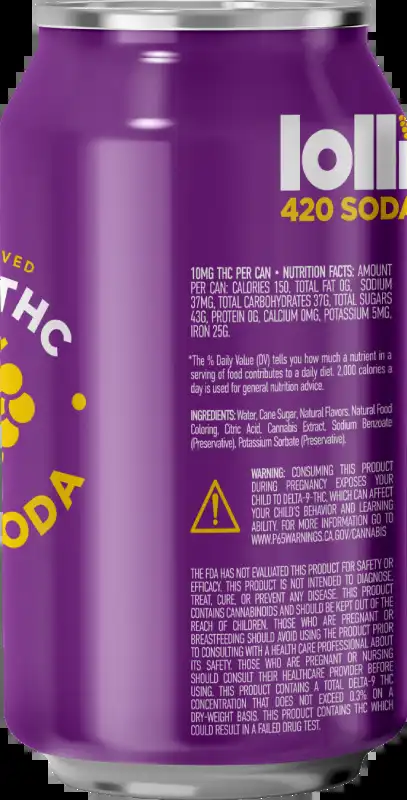 lolli
420 SODA
VED
THC
SODA
10MG THC PER CAN • NUTRITION FACTS: AMOUNT
PER CAN: CALORIES 150, TOTAL FAT 0G, SODIUM
37MG, TOTAL CARBOHYDRATES 37G, TOTAL SUGARS
43G, PROTEIN 0G, CALCIUM 0MG, POTASSIUM 5MG,
IRON 25G.
*The % Daily Value (DV) tells you how much a nutrient in a
serving of food contributes to a daily diet. 2,000 calories a
day is used for general nutrition advice.
INGREDIENTS: Water, Cane Sugar, Natural Flavors, Natural Food
Coloring, Citric Acid, Cannabis Extract, Sodium Benzoate
(Preservative), Potassium Sorbate (Preservative).
WARNING: CONSUMING THIS PRODUCT
DURING PREGNANCY EXPOSES YOUR
CHILD TO DELTA-9-THC, WHICH CAN AFFECT
YOUR CHILD'S BEHAVIOR AND LEARNING
ABILITY. FOR MORE INFORMATION GO TO
WWW.P65WARNINGS.CA.GOV/CANNABIS
THE FDA HAS NOT EVALUATED THIS PRODUCT FOR SAFETY OR
EFFICACY. THIS PRODUCT IS NOT INTENDED TO DIAGNOSE,
TREAT, CURE, OR PREVENT ANY DISEASE. THIS PRODUCT
CONTAINS CANNABINOIDS AND SHOULD BE KEPT OUT OF THE
REACH OF CHILDREN. THOSE WHO ARE PREGNANT OR
BREASTFEEDING SHOULD AVOID USING THE PRODUCT PRIOR
TO CONSULTING WITH A HEALTH CARE PROFESSIONAL ABOUT
ITS SAFETY. THOSE WHO ARE PREGNANT OR NURSING
SHOULD CONSULT THEIR HEALTHCARE PROVIDER BEFORE
USING. THIS PRODUCT CONTAINS A TOTAL DELTA-9 THC
CONCENTRATION THAT DOES NOT EXCEED 0.3% ON A
DRY-WEIGHT BASIS. THIS PRODUCT CONTAINS THC WHICH
COULD RESULT IN A FAILED DRUG TEST.